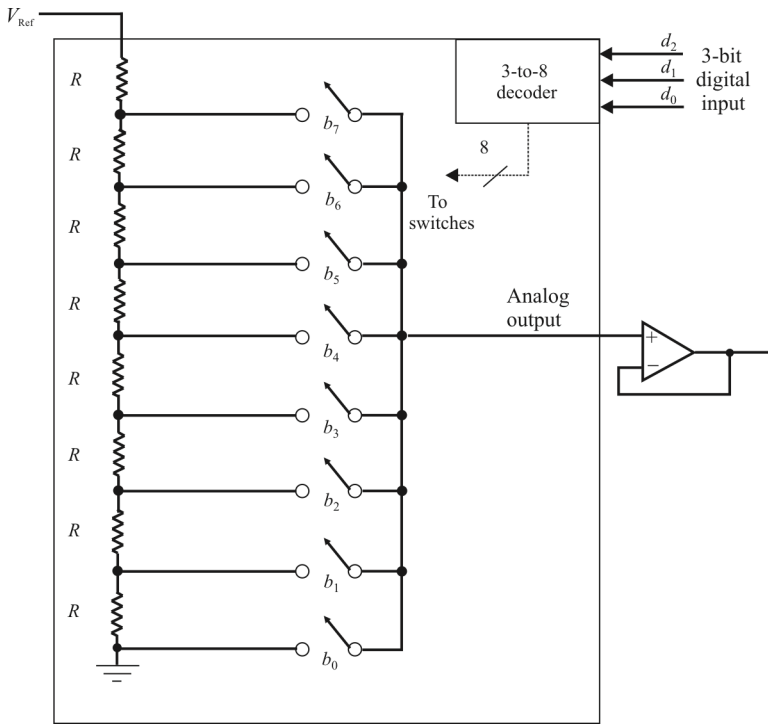 V_Ref
R
R
R
R
R
R
R
R
b_7
b_6
b_5
b_4
b_3
b_2
b_1
b_0
3-to-8
decoder
8
To
switches
d_2
d_1
d_0
3-bit
digital
input
Analog
output
+
−